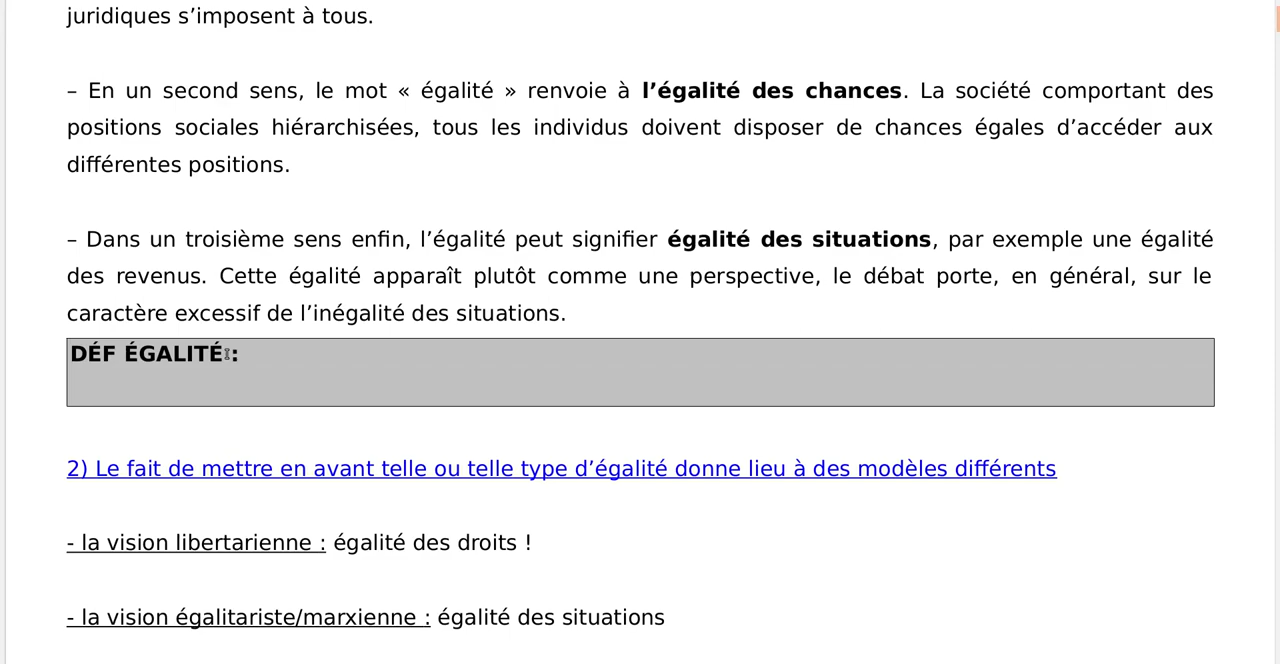 juridiques s’imposent à tous.
– En un second sens, le mot « égalité » renvoie à l’égalité des chances. La société comportant des
positions sociales hiérarchisées, tous les individus doivent disposer de chances égales d’accéder aux
différentes positions.
– Dans un troisième sens enfin, l’égalité peut signifier égalité des situations, par exemple une égalité
des revenus. Cette égalité apparaît plutôt comme une perspective, le débat porte, en général, sur le
caractère excessif de l’inégalité des situations.
DÉF ÉGALITÉ :
2) Le fait de mettre en avant telle ou telle type d’égalité donne lieu à des modèles différents
- la vision libertarienne : égalité des droits !
- la vision égalitariste/marxienne : égalité des situations